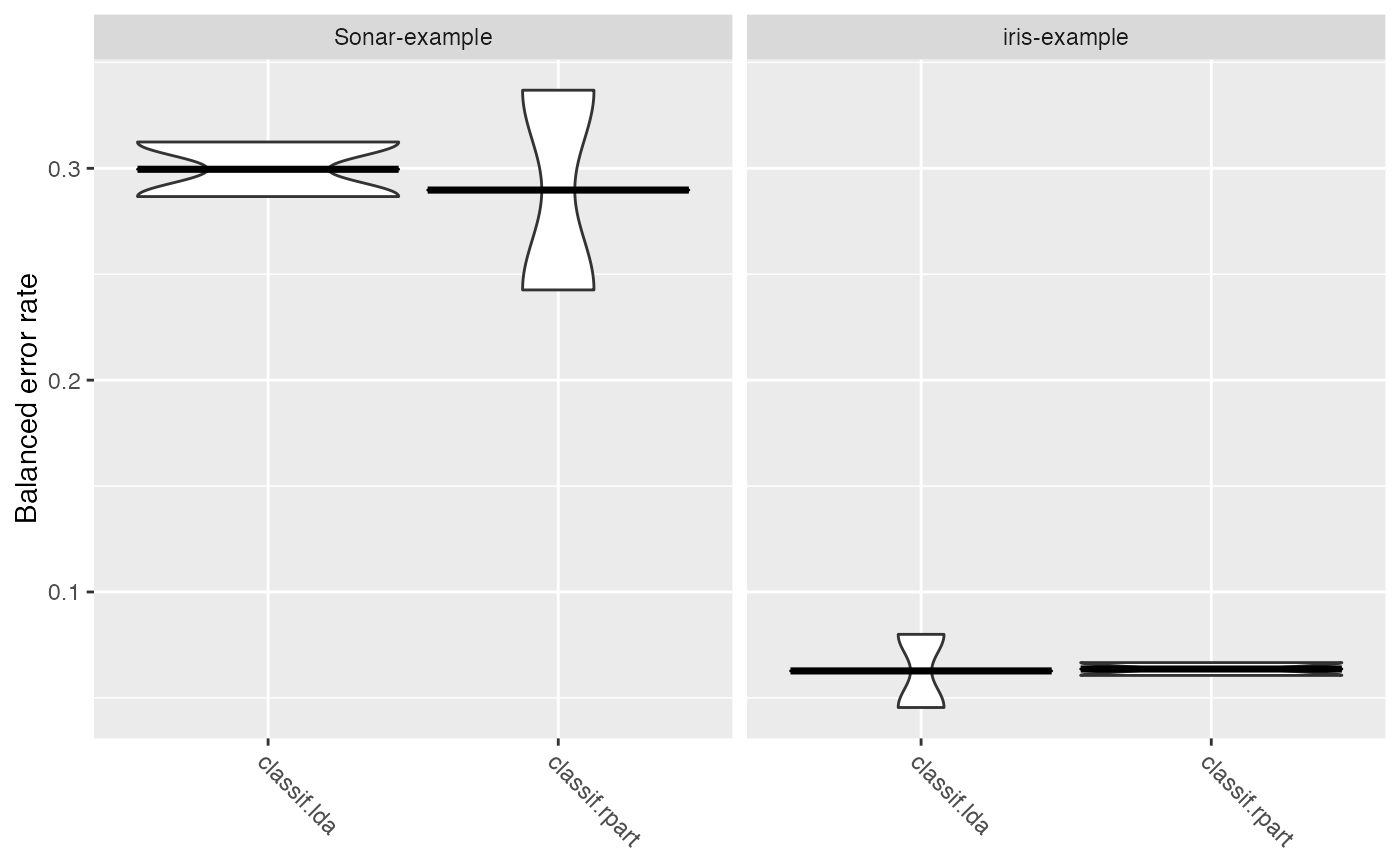 Sonar-example
iris-example
Balanced error rate
0.3
0.2
0.1
classif.lda
classif.rpart
classif.lda
classif.rpart